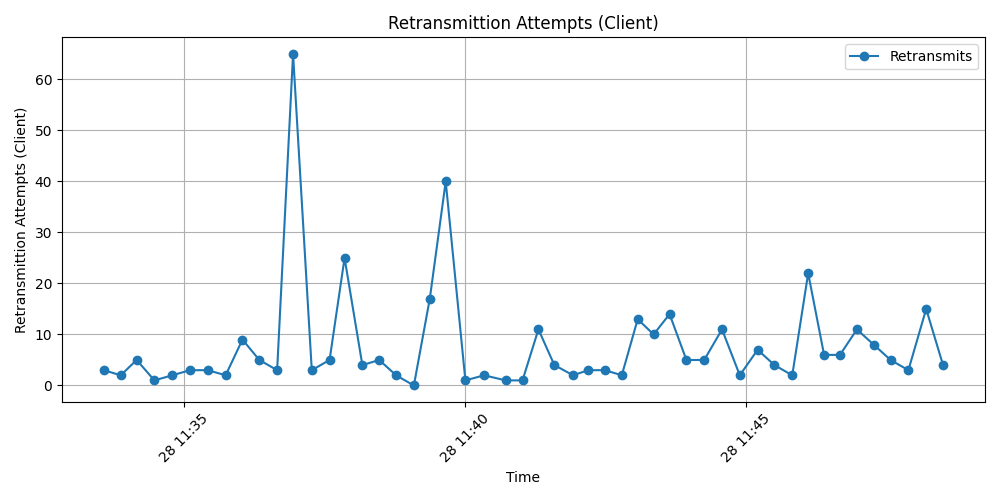 Retransmittion Attempts (Client)
Retransmits
Retransmittion Attempts (Client)
60
50
40
30
20
10
0
28 11:35
28 11:40
28 11:45
Time